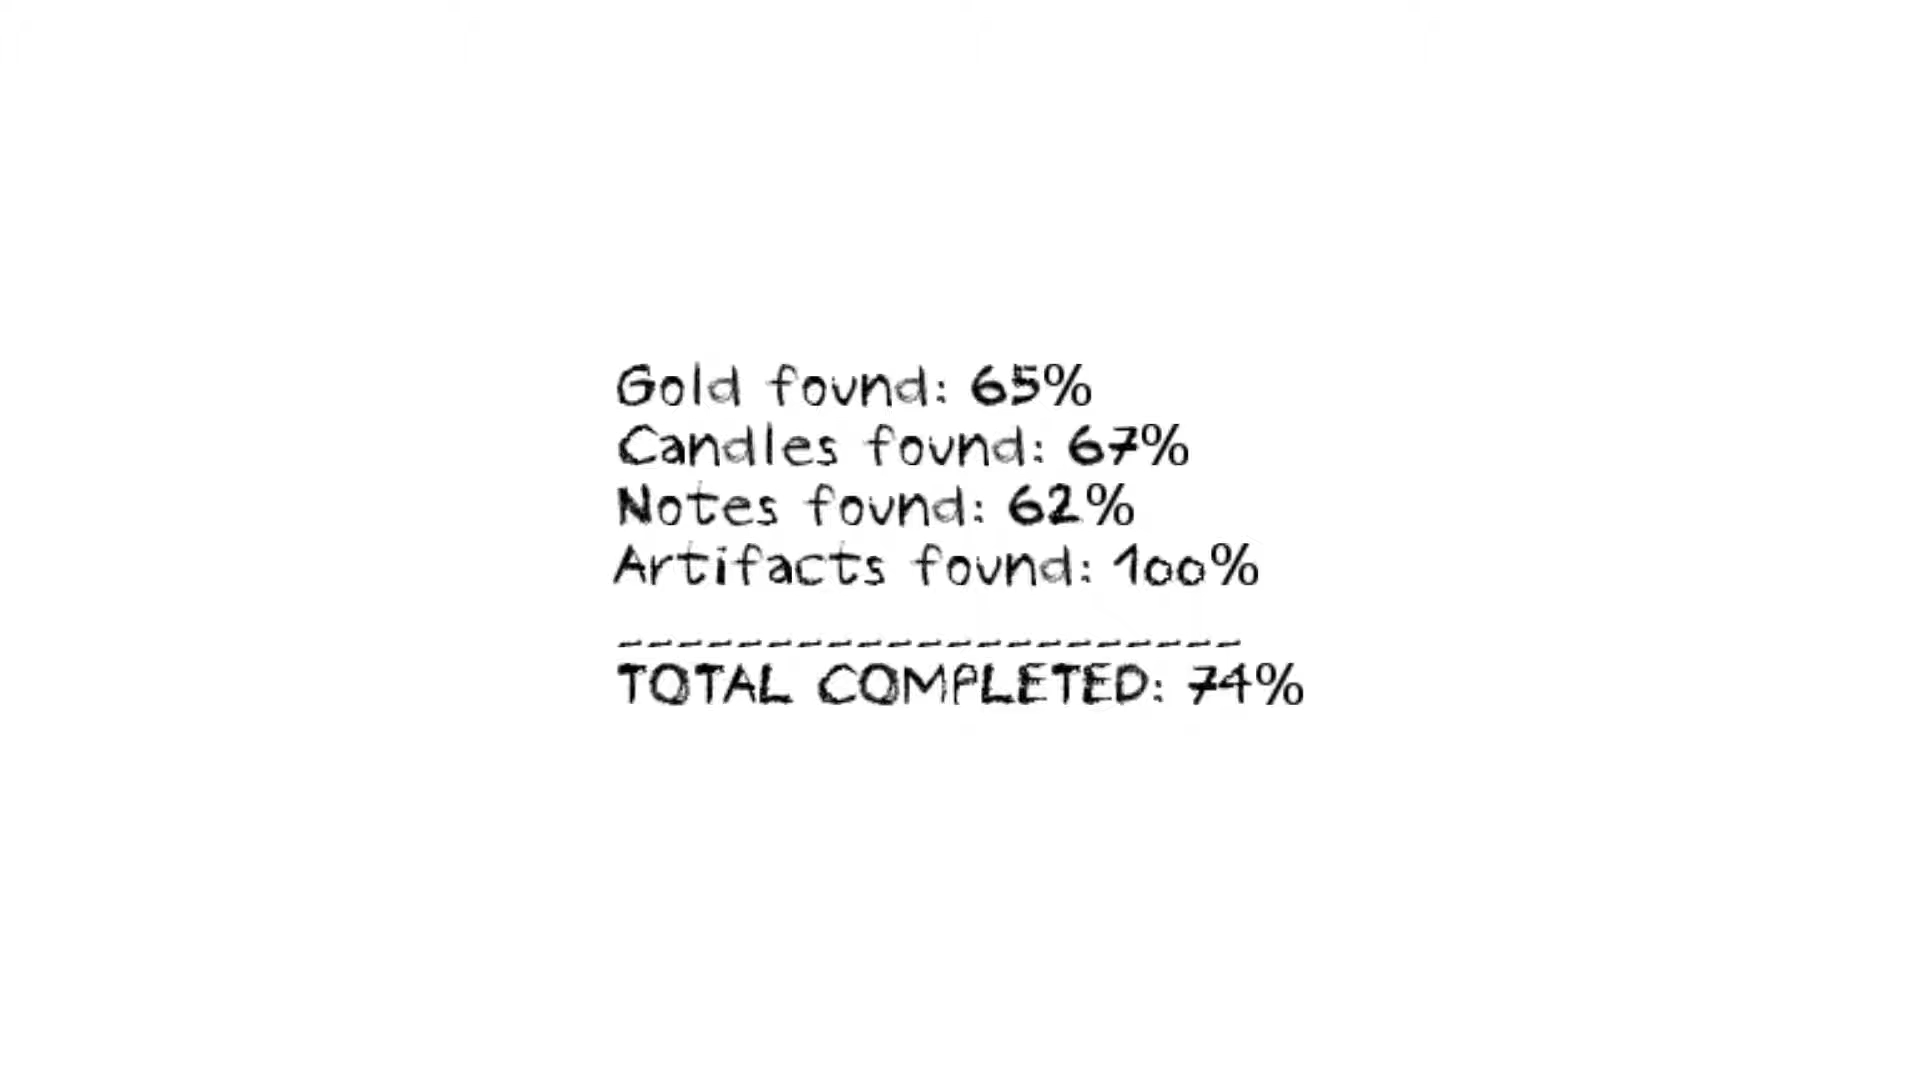 Gold found: 65%
Candles found: 67%
Notes found: 62%
Artifacts found: 100%
---------------------
TOTAL COMPLETED: 74%